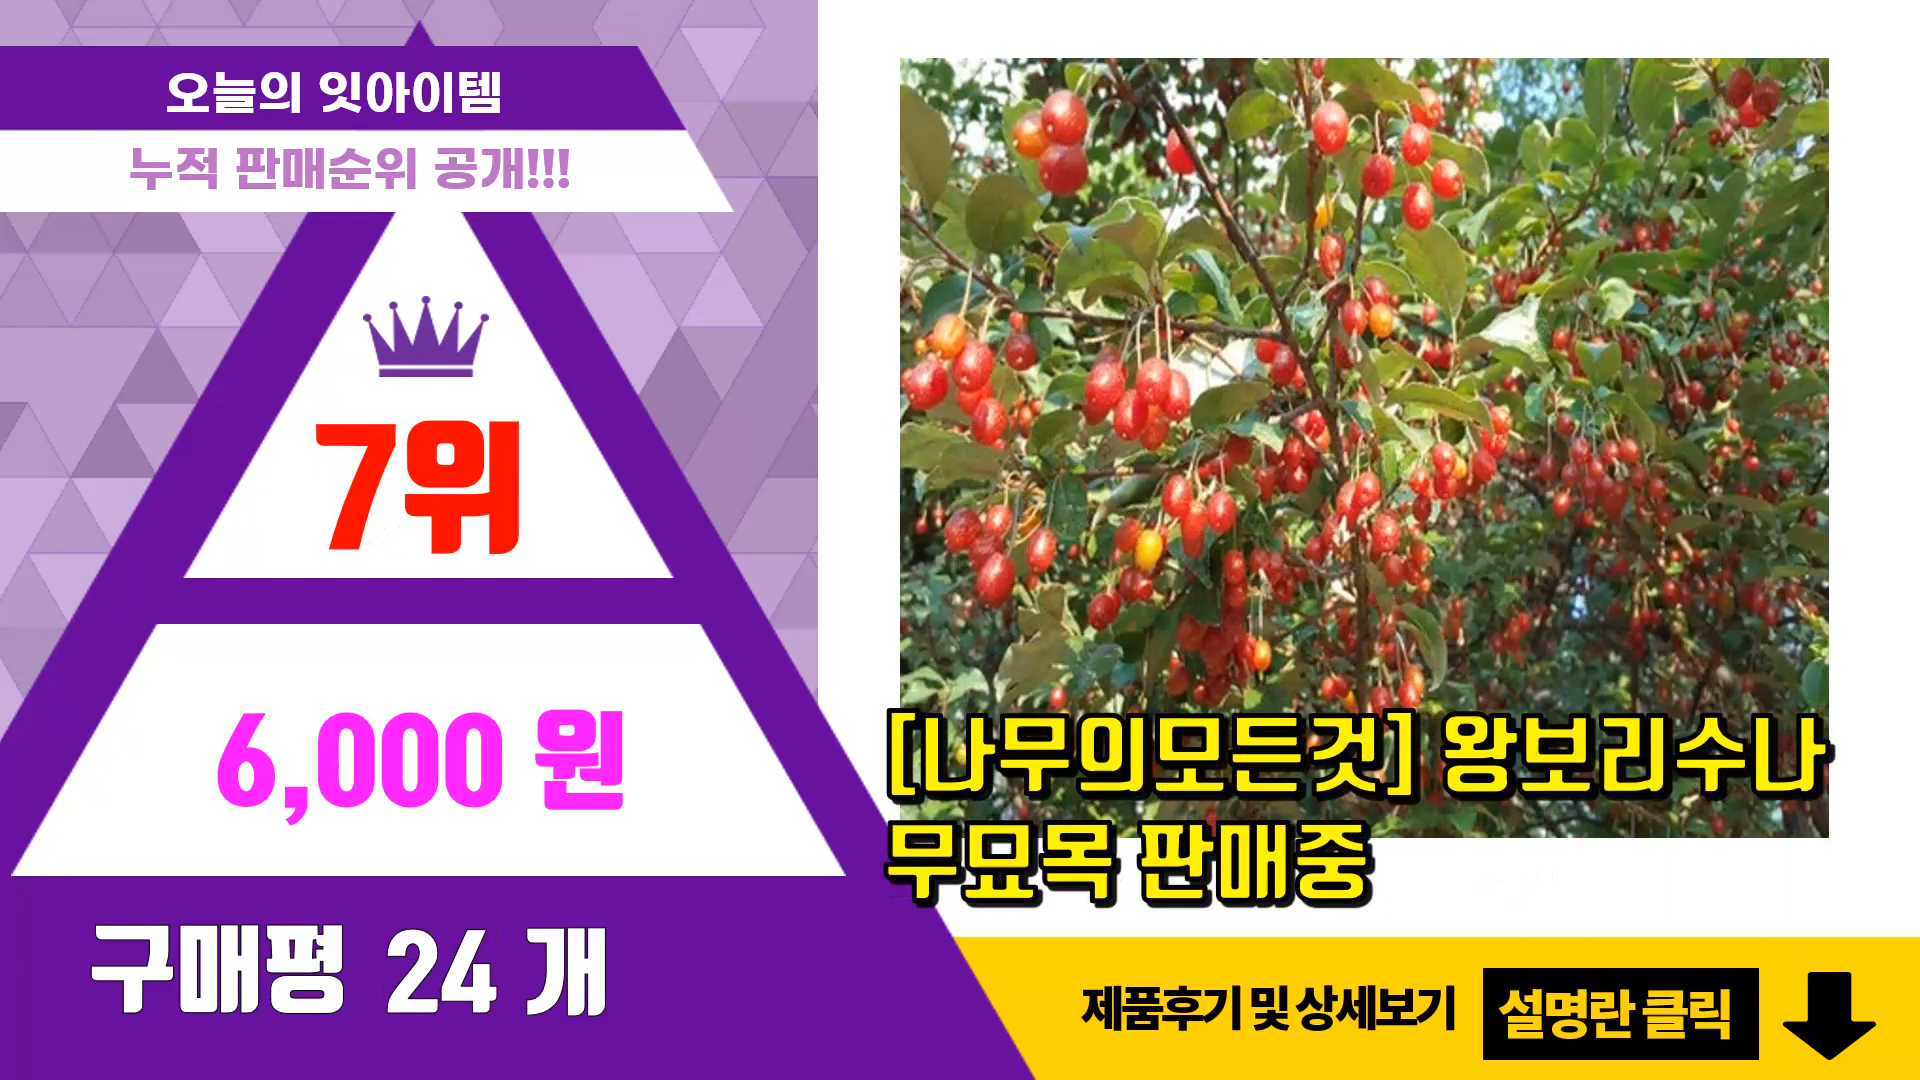 오늘의 잇아이템
누적 판매순위 공개!!!
7위
6,000 원
구매평 24 개
[나무의모든것] 왕보리수나
무묘목 판매중
제품후기 및 상세보기
설명란 클릭